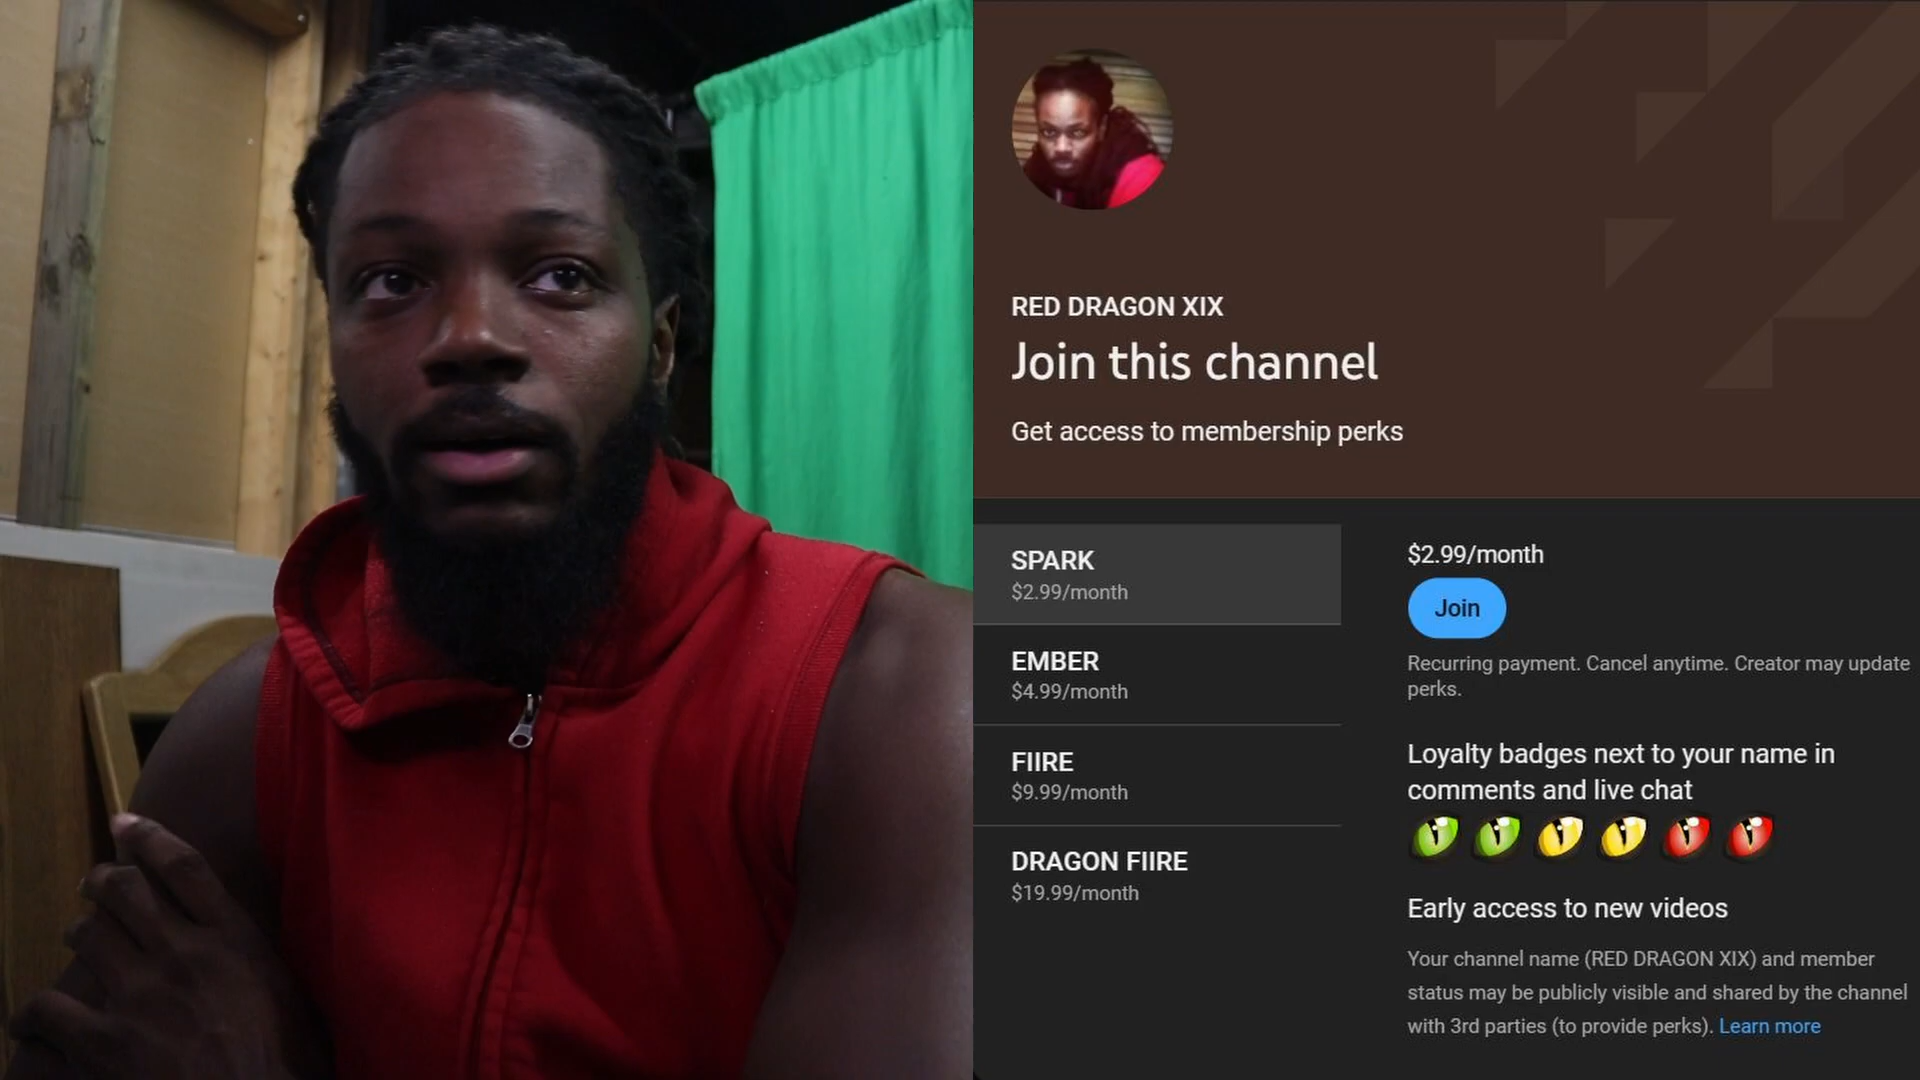 RED DRAGON XIX
Join this channel
Get access to membership perks
SPARK
$2.99/month
EMBER
$4.99/month
FIIRE
$9.99/month
DRAGON FIIRE
$19.99/month
$2.99/month
Join
Recurring payment. Cancel anytime. Creator may update
perks.
Loyalty badges next to your name in
comments and live chat
Early access to new videos
Your channel name (RED DRAGON XIX) and member
status may be publicly visible and shared by the channel
with 3rd parties (to provide perks). Learn more